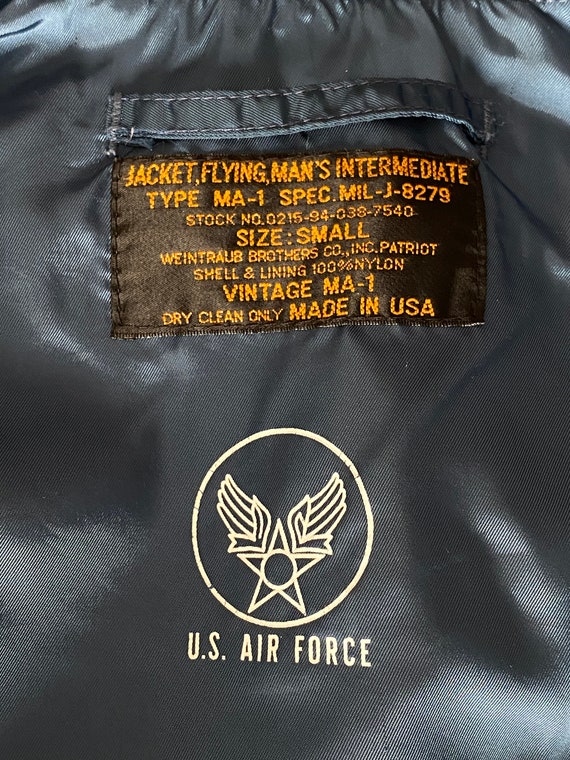 JACKET,FLYING,MAN'S INTERMEDIATE
TYPE MA-1 SPEC.MIL-J-8279
STOCK NO.0215-94-038-7540
SIZE:SMALL
WEINTRAUB BROTHERS CO.,INC.PATRIOT
SHELL & LINING 100%NYLON
VINTAGE MA-1
DRY CLEAN ONLY MADE IN USA
U.S. AIR FORCE